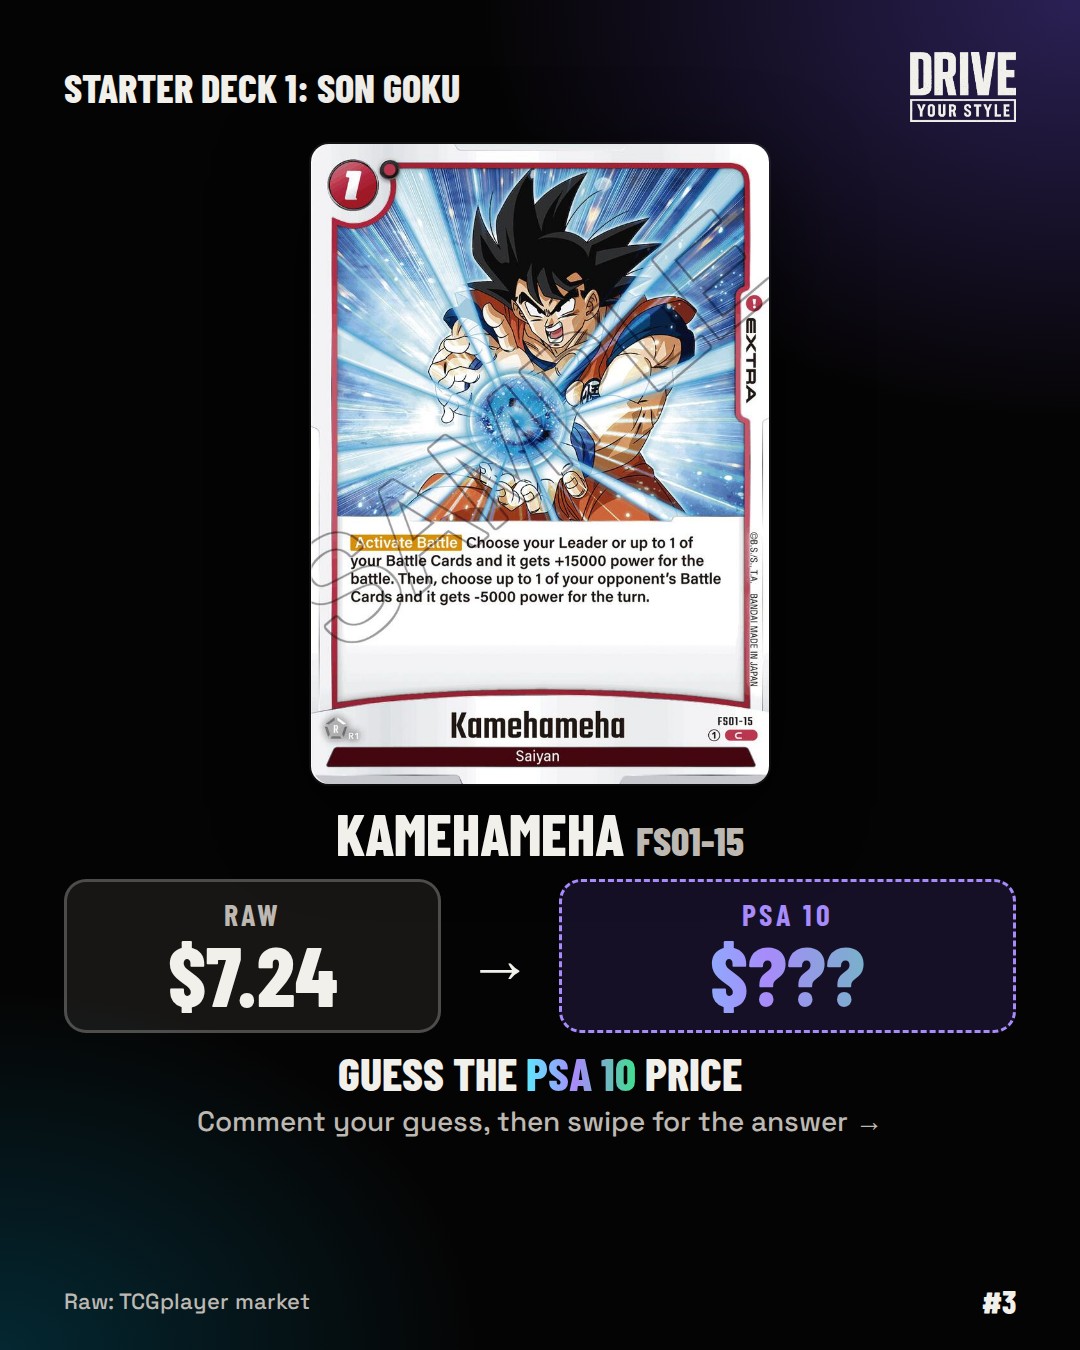 STARTER DECK 1: SON GOKU
DRIVE
YOUR STYLE
1
EXTRA
SAMPLE
Activate Battle Choose your Leader or up to 1 of
your Battle Cards and it gets +15000 power for the
battle. Then, choose up to 1 of your opponent's Battle
Cards and it gets -5000 power for the turn.
©B.S./S., T.A. BANDAI MADE IN JAPAN
R
R1
Kamehameha
FS01-15
1 C
Saiyan
KAMEHAMEHA FS01-15
RAW
$7.24
→
PSA 10
$???
GUESS THE PSA 10 PRICE
Comment your guess, then swipe for the answer →
Raw: TCGplayer market
#3